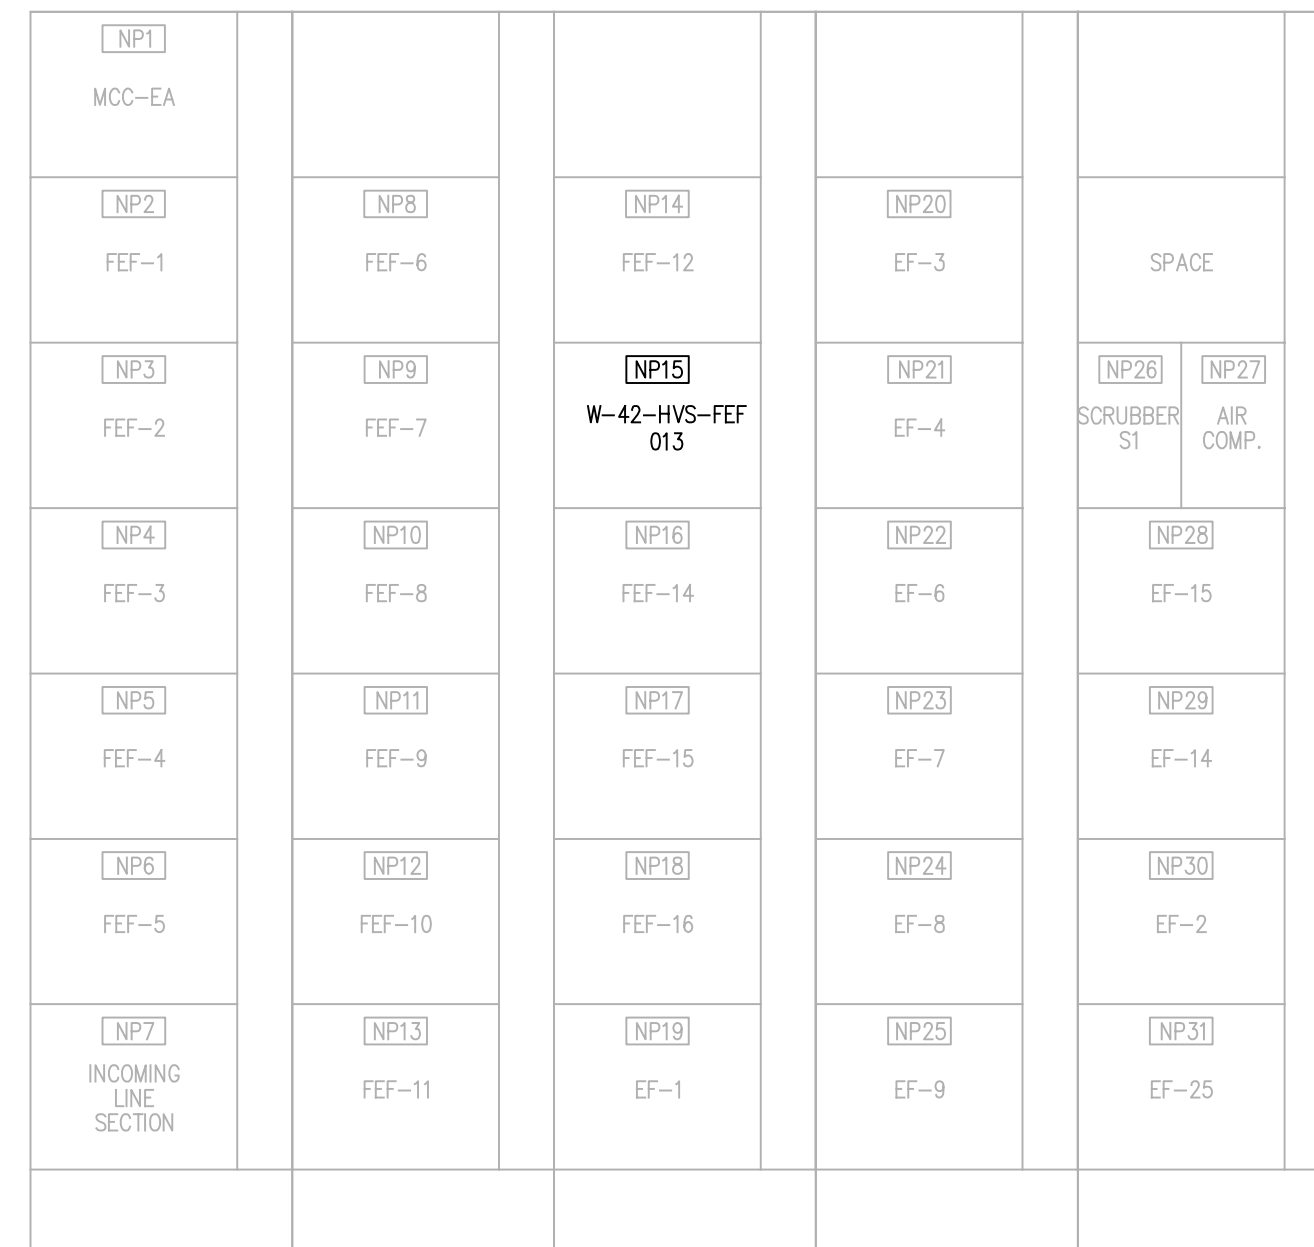 NP1
MCC-EA
NP2
FEF-1
NP8
FEF-6
NP14
FEF-12
NP20
EF-3
SPACE
NP3
FEF-2
NP9
FEF-7
NP15
W-42-HVS-FEF
013
NP21
EF-4
NP26
SCRUBBER
S1
NP27
AIR
COMP.
NP4
FEF-3
NP10
FEF-8
NP16
FEF-14
NP22
EF-6
NP28
EF-15
NP5
FEF-4
NP11
FEF-9
NP17
FEF-15
NP23
EF-7
NP29
EF-14
NP6
FEF-5
NP12
FEF-10
NP18
FEF-16
NP24
EF-8
NP30
EF-2
NP7
INCOMING
LINE
SECTION
NP13
FEF-11
NP19
EF-1
NP25
EF-9
NP31
EF-25